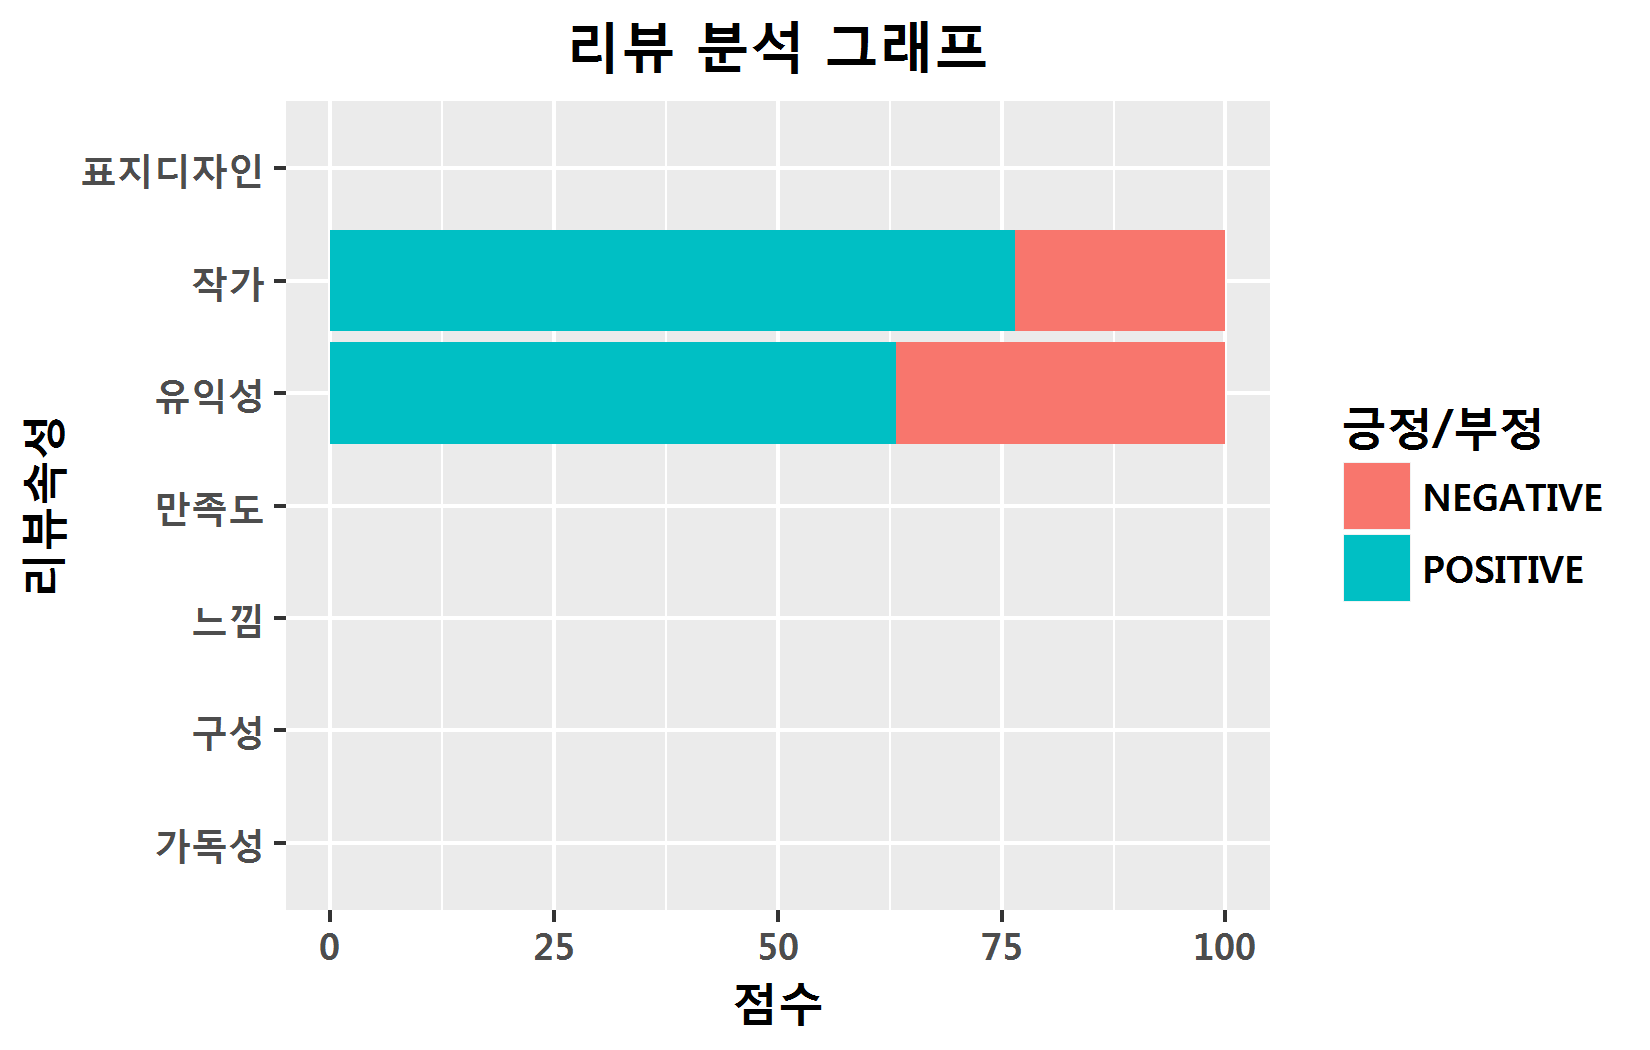 리뷰 분석 그래프
표지디자인
작가
유익성
만족도
느낌
구성
가독성
리뷰속성
0 25 50 75 100
점수
긍정/부정
NEGATIVE
POSITIVE